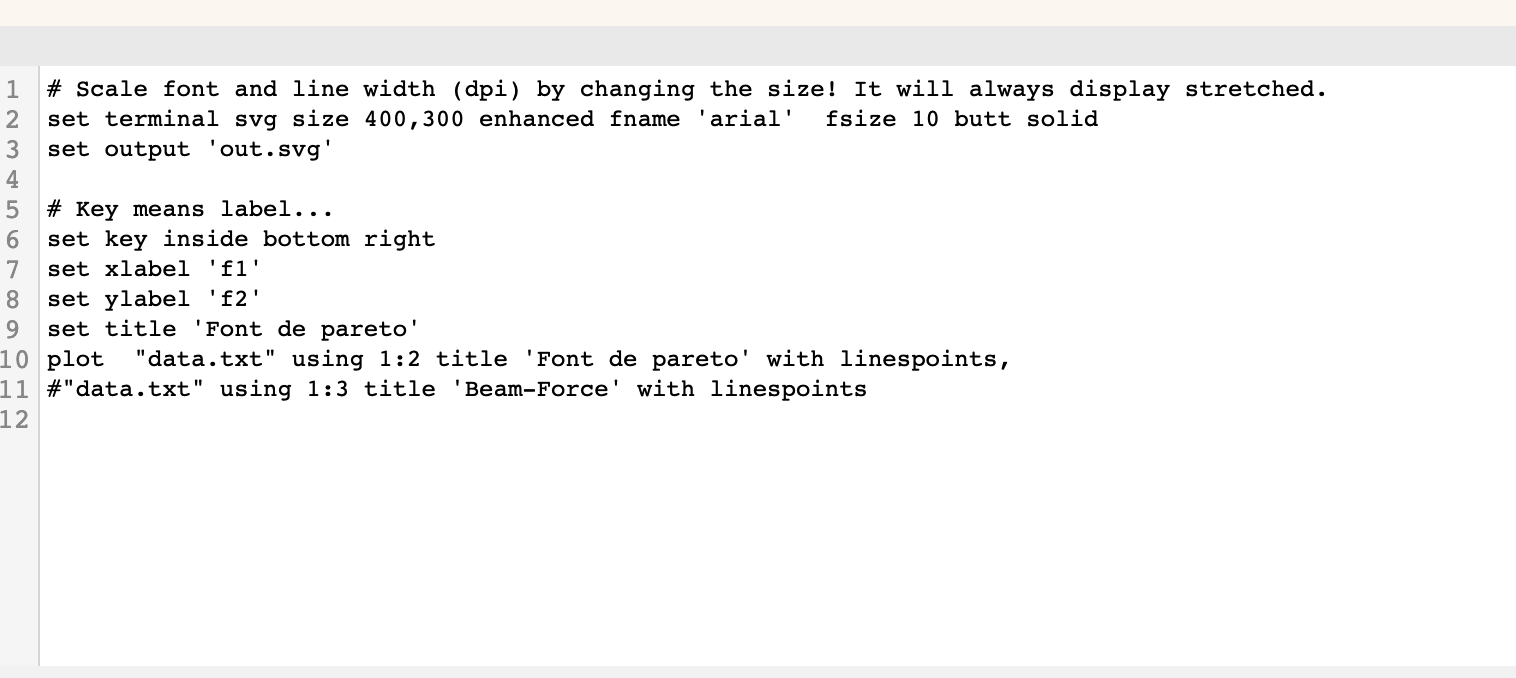 1 # Scale font and line width (dpi) by changing the size! It will always display stretched.
2 set terminal svg size 400,300 enhanced fname 'arial'  fsize 10 butt solid
3 set output 'out.svg'
4
5 # Key means label...
6 set key inside bottom right
7 set xlabel 'f1'
8 set ylabel 'f2'
9 set title 'Font de pareto'
10 plot  "data.txt" using 1:2 title 'Font de pareto' with linespoints,
11 #"data.txt" using 1:3 title 'Beam-Force' with linespoints
12